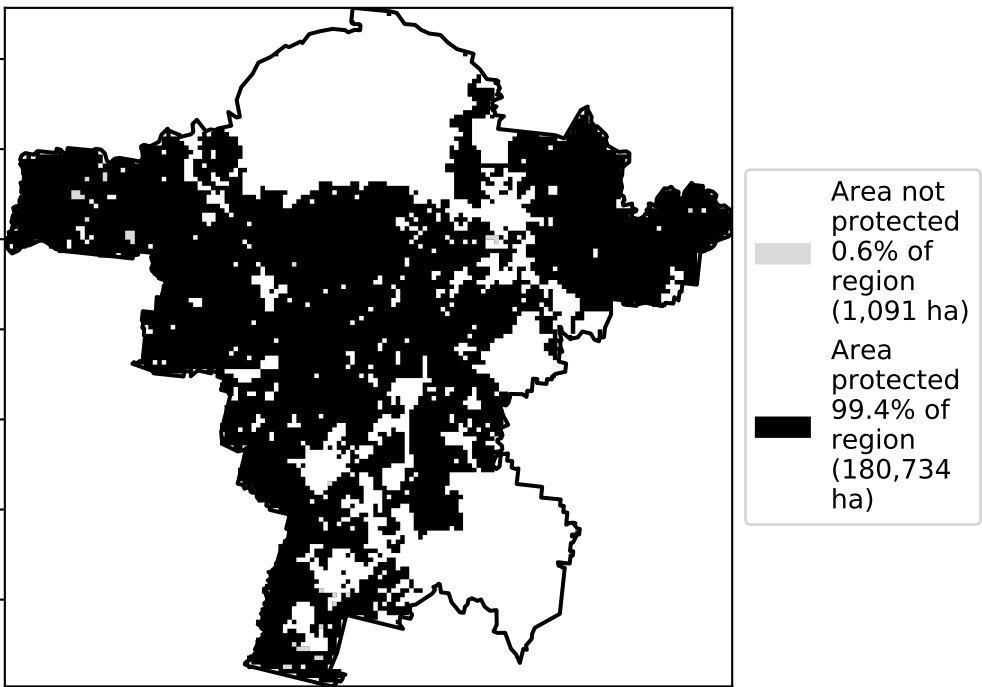 Area not
protected
0.6% of
region
(1,091 ha)
Area
protected
99.4% of
region
(180,734
ha)